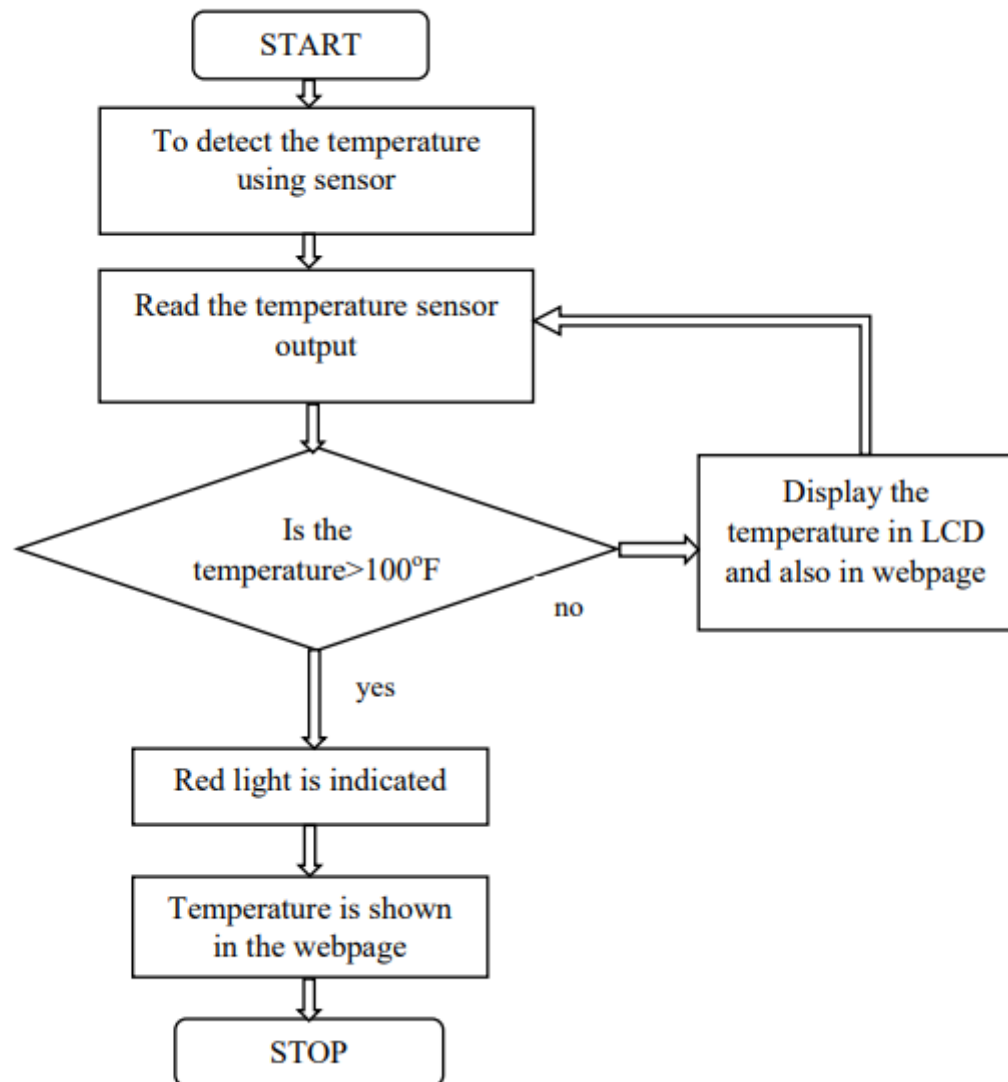 START
To detect the temperature
using sensor
Read the temperature sensor
output
Is the
temperature>100°F
no
Display the
temperature in LCD
and also in webpage
yes
Red light is indicated
Temperature is shown
in the webpage
STOP